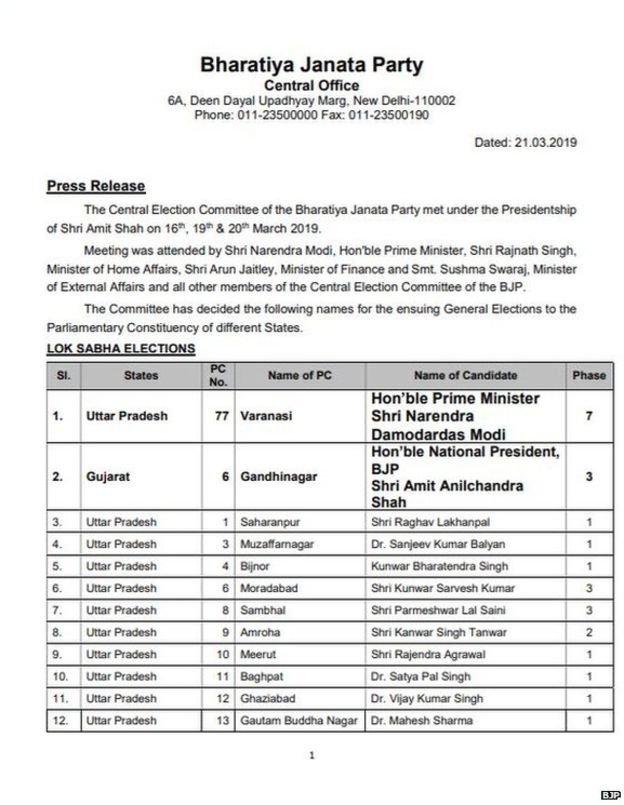 Bharatiya Janata Party
Central Office
6A, Deen Dayal Upadhyay Marg, New Delhi-110002
Phone: 011-23500000 Fax: 011-23500190
Dated: 21.03.2019
Press Release
The Central Election Committee of the Bharatiya Janata Party met under the Presidentship
of Shri Amit Shah on 16th, 19th & 20th March 2019.
Meeting was attended by Shri Narendra Modi, Hon'ble Prime Minister, Shri Rajnath Singh,
Minister of Home Affairs, Shri Arun Jaitley, Minister of Finance and Smt. Sushma Swaraj, Minister
of External Affairs and all other members of the Central Election Committee of the BJP.
The Committee has decided the following names for the ensuing General Elections to the
Parliamentary Constituency of different States.
LOK SABHA ELECTIONS
Sl. States PC No. Name of PC Name of Candidate Phase
1. Uttar Pradesh 77 Varanasi Hon'ble Prime Minister
Shri Narendra
Damodardas Modi 7
2. Gujarat 6 Gandhinagar Hon'ble National President,
BJP
Shri Amit Anilchandra
Shah 3
3. Uttar Pradesh 1 Saharanpur Shri Raghav Lakhanpal 1
4. Uttar Pradesh 3 Muzaffarnagar Dr. Sanjeev Kumar Balyan 1
5. Uttar Pradesh 4 Bijnor Kunwar Bharatendra Singh 1
6. Uttar Pradesh 6 Moradabad Shri Kunwar Sarvesh Kumar 3
7. Uttar Pradesh 8 Sambhal Shri Parmeshwar Lal Saini 3
8. Uttar Pradesh 9 Amroha Shri Kanwar Singh Tanwar 2
9. Uttar Pradesh 10 Meerut Shri Rajendra Agrawal 1
10. Uttar Pradesh 11 Baghpat Dr. Satya Pal Singh 1
11. Uttar Pradesh 12 Ghaziabad Dr. Vijay Kumar Singh 1
12. Uttar Pradesh 13 Gautam Buddha Nagar Dr. Mahesh Sharma 1
1
BJP